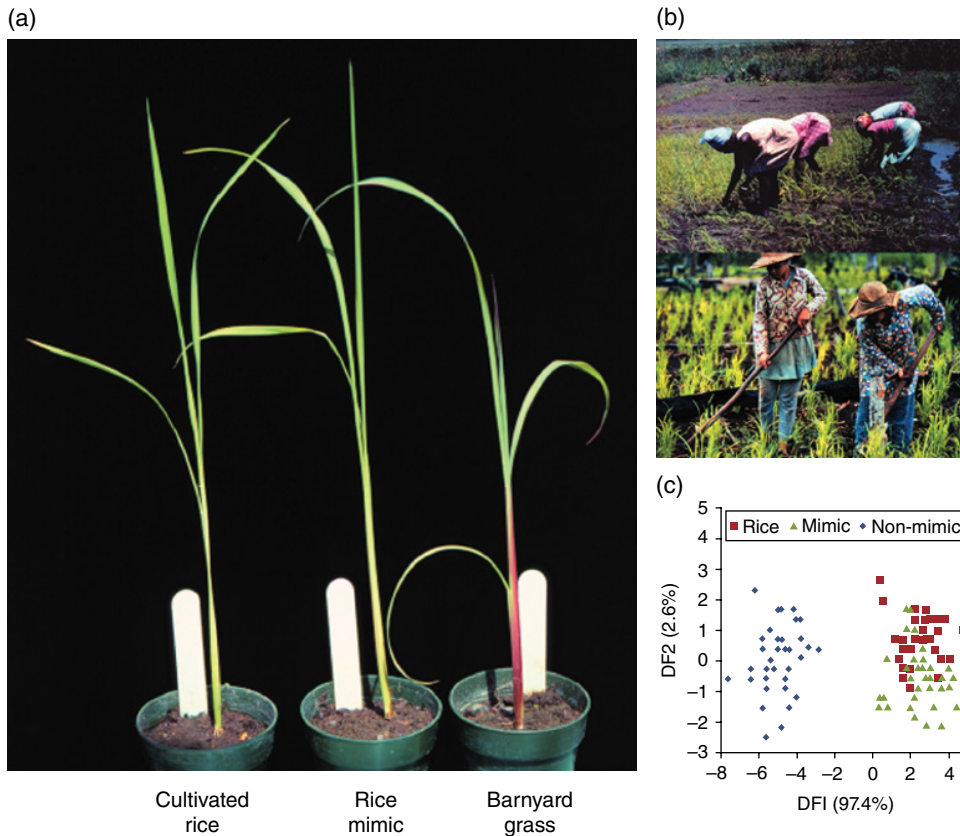 (a)
Cultivated
rice
Rice
mimic
Barnyard
grass
(b)
(c)
5
4
3
2
1
0
−1
−2
−3
DF2 (2.6%)
Rice Mimic Non-mimic
−8 −6 −4 −2 0 2 4
DFI (97.4%)